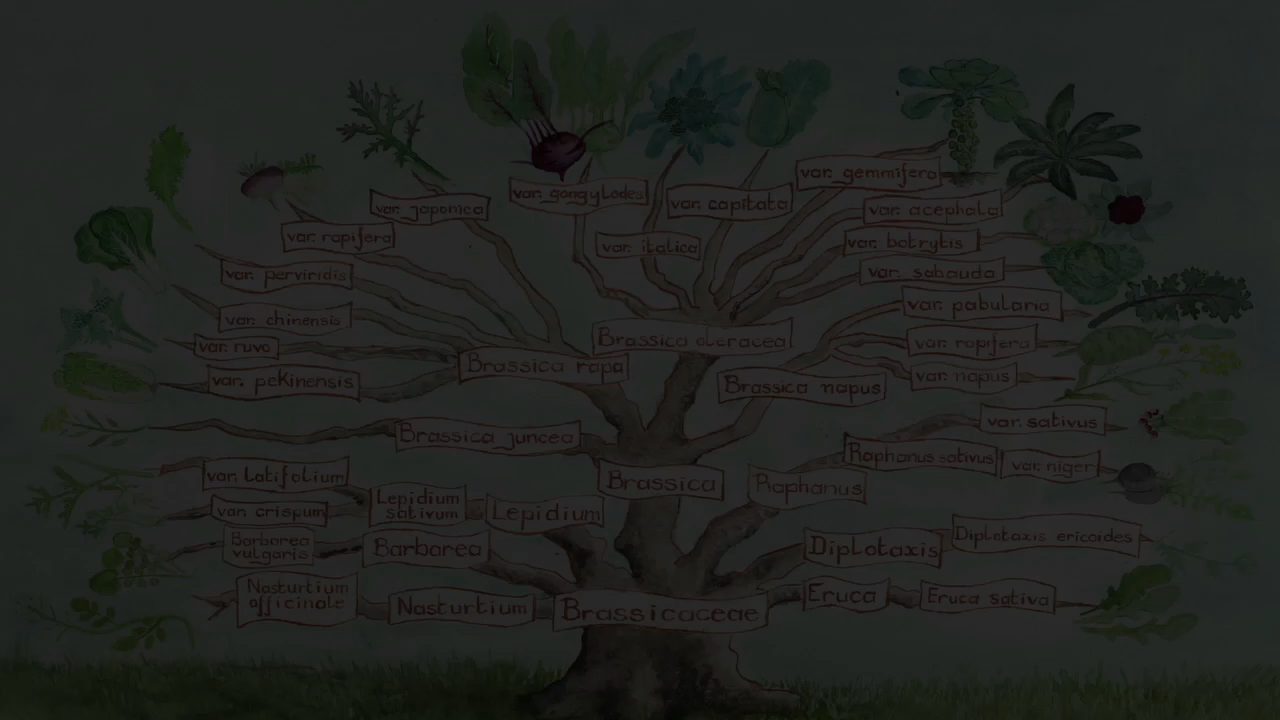 var. gongylodes
var. gemmifera
var. japonica
var. capitata
var. acephala
var. rapifera
var. italica
var. botrytis
var. perviridis
var. sabauda
var. pabularia
var. chinensis
Brassica oleracea
var. rapifera
var. ruvo
Brassica rapa
var. napus
var. pekinensis
Brassica napus
var. sativus
Brassica juncea
Raphanus sativus
var. niger
var. latifolium
Brassica
Raphanus
var. crispum
Lepidium
sativum
Lepidium
Barbarea
vulgaris
Barbarea
Diplotaxis
Diplotaxis ericoides
Nasturtium
officinale
Nasturtium
Brassicaceae
Eruca
Eruca sativa